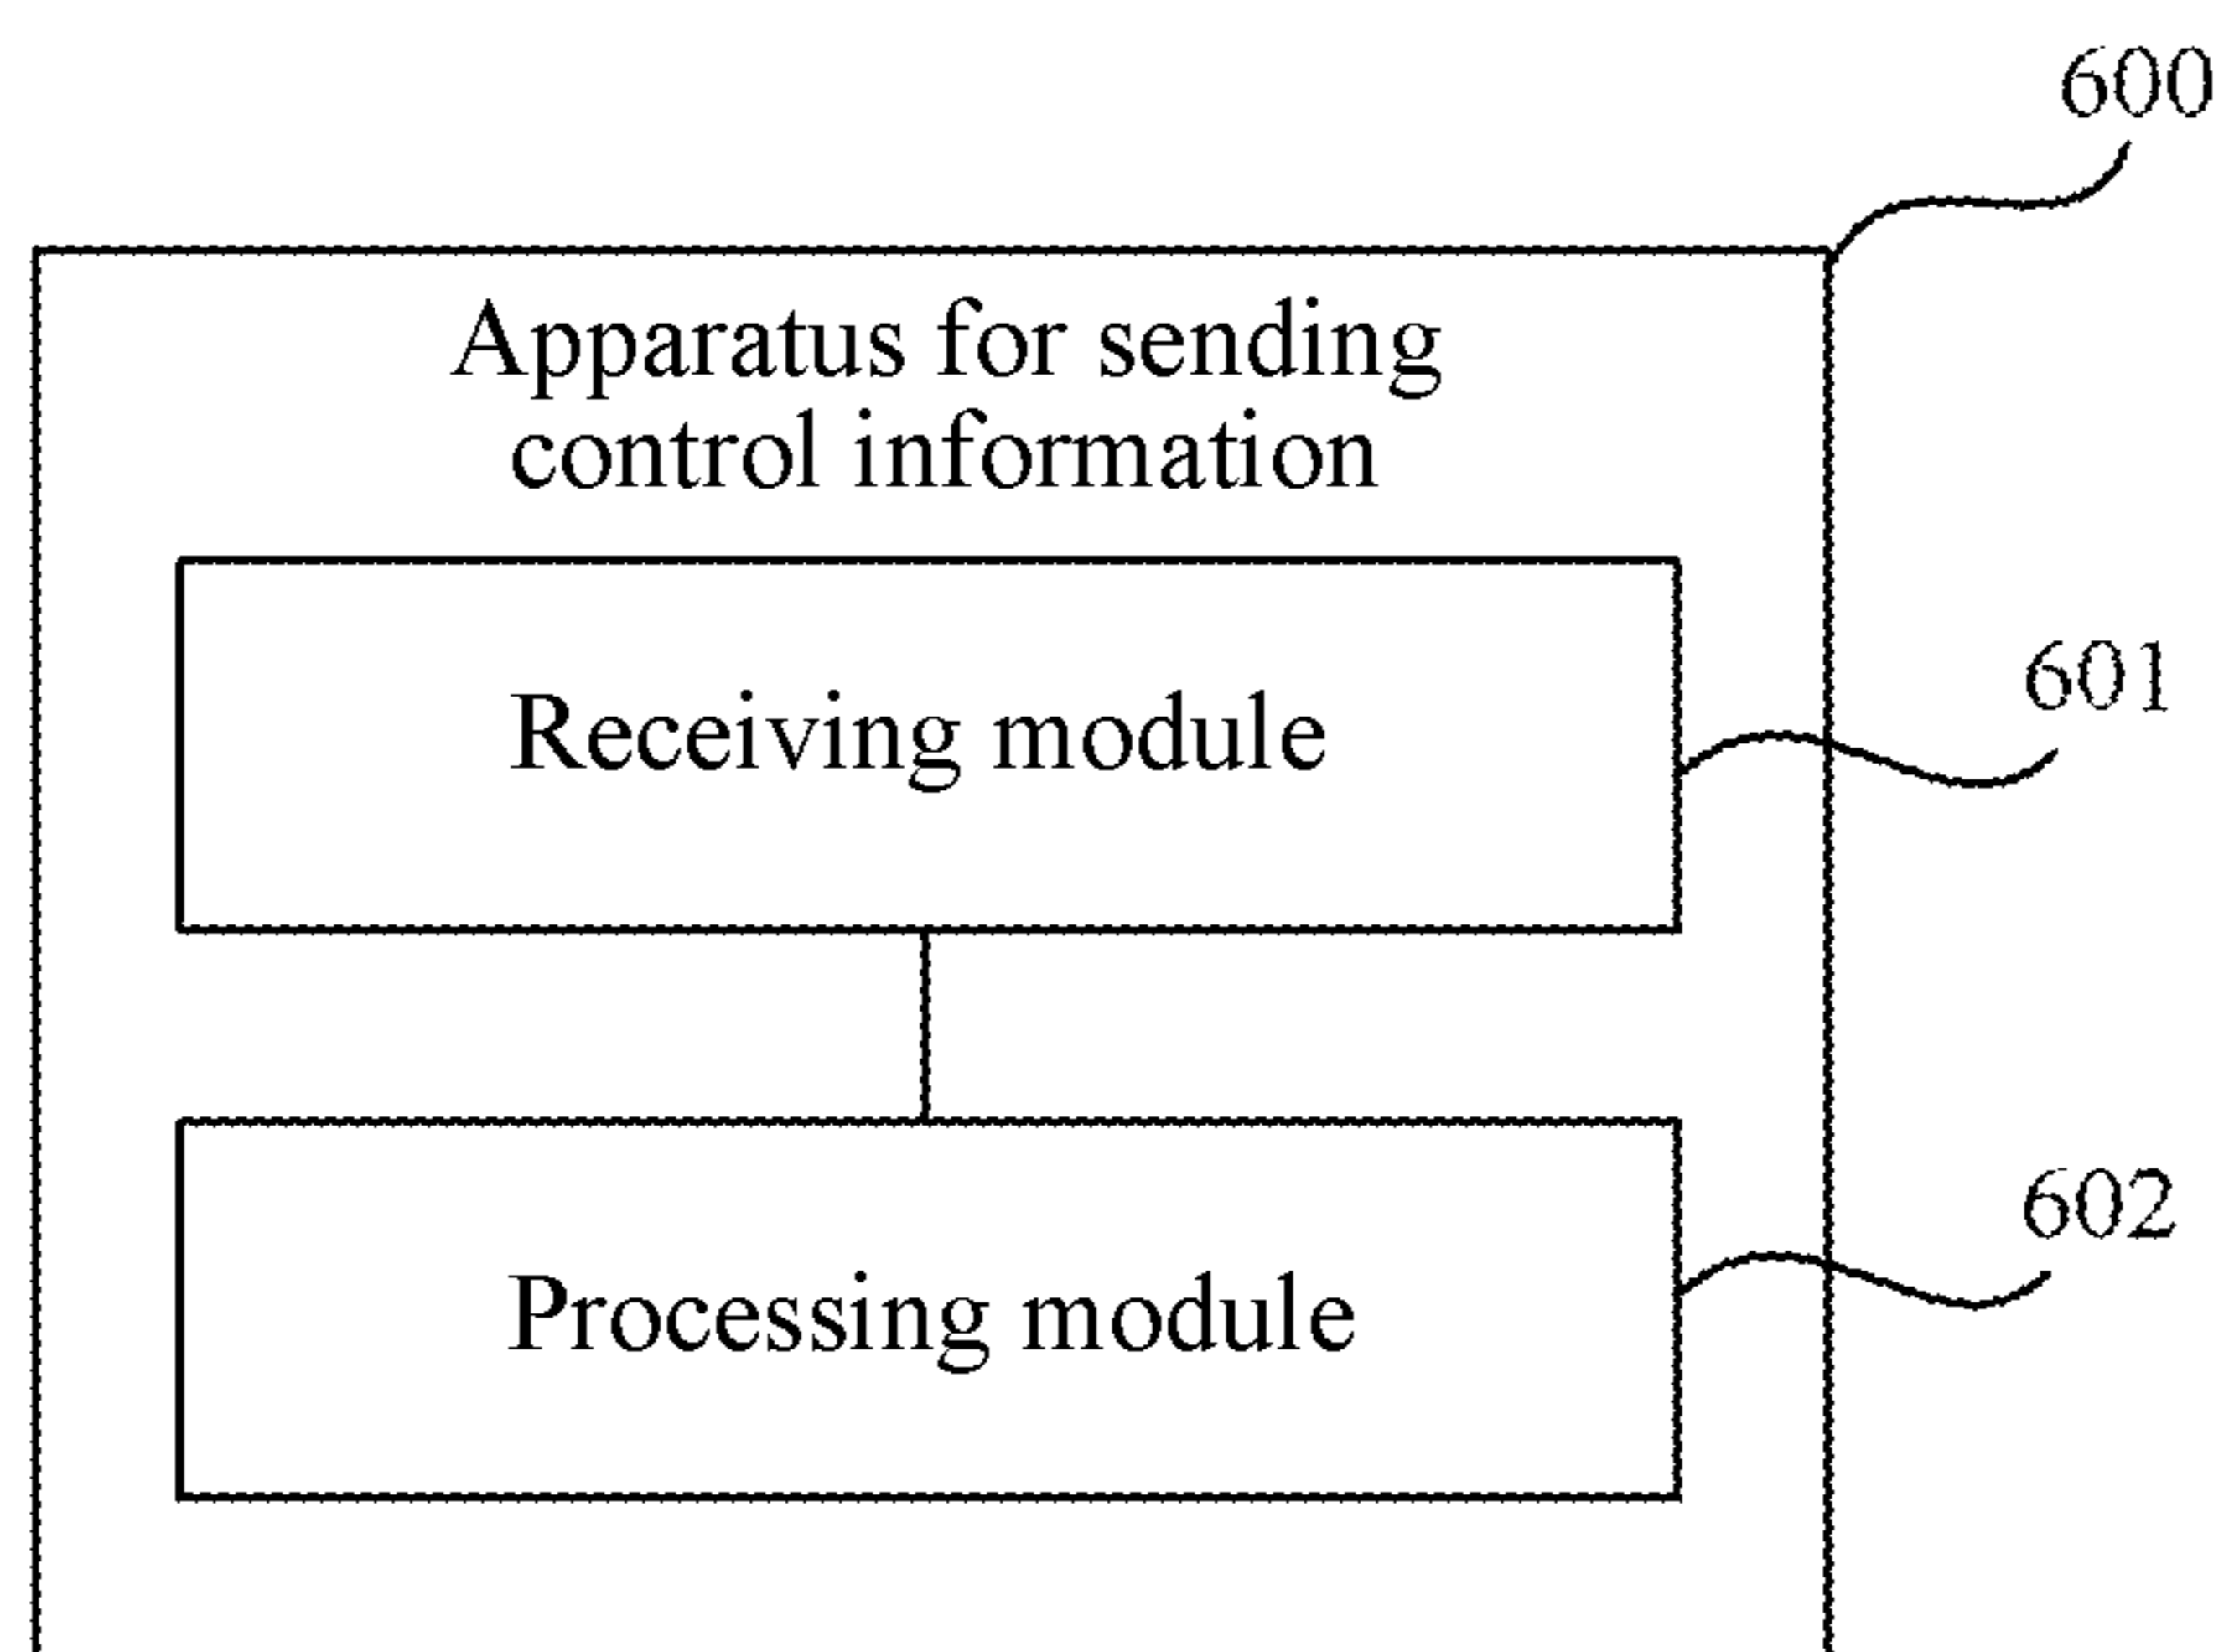 600
Apparatus for sending
control information
Receiving module
601
Processing module
602